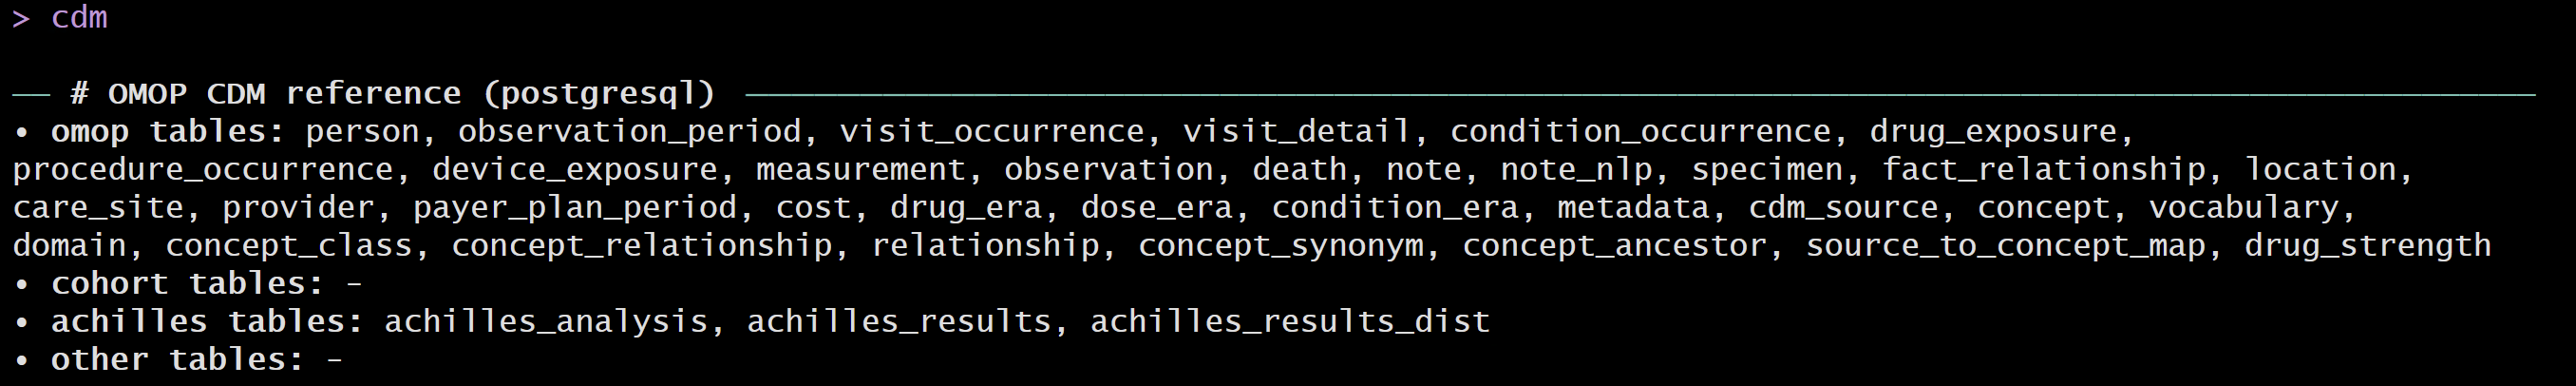 > cdm
# OMOP CDM reference (postgresql)
• omop tables: person, observation_period, visit_occurrence, visit_detail, condition_occurrence, drug_exposure,
procedure_occurrence, device_exposure, measurement, observation, death, note, note_nlp, specimen, fact_relationship, location,
care_site, provider, payer_plan_period, cost, drug_era, dose_era, condition_era, metadata, cdm_source, concept, vocabulary,
domain, concept_class, concept_relationship, relationship, concept_synonym, concept_ancestor, source_to_concept_map, drug_strength
• cohort tables: -
• achilles tables: achilles_analysis, achilles_results, achilles_results_dist
• other tables: -